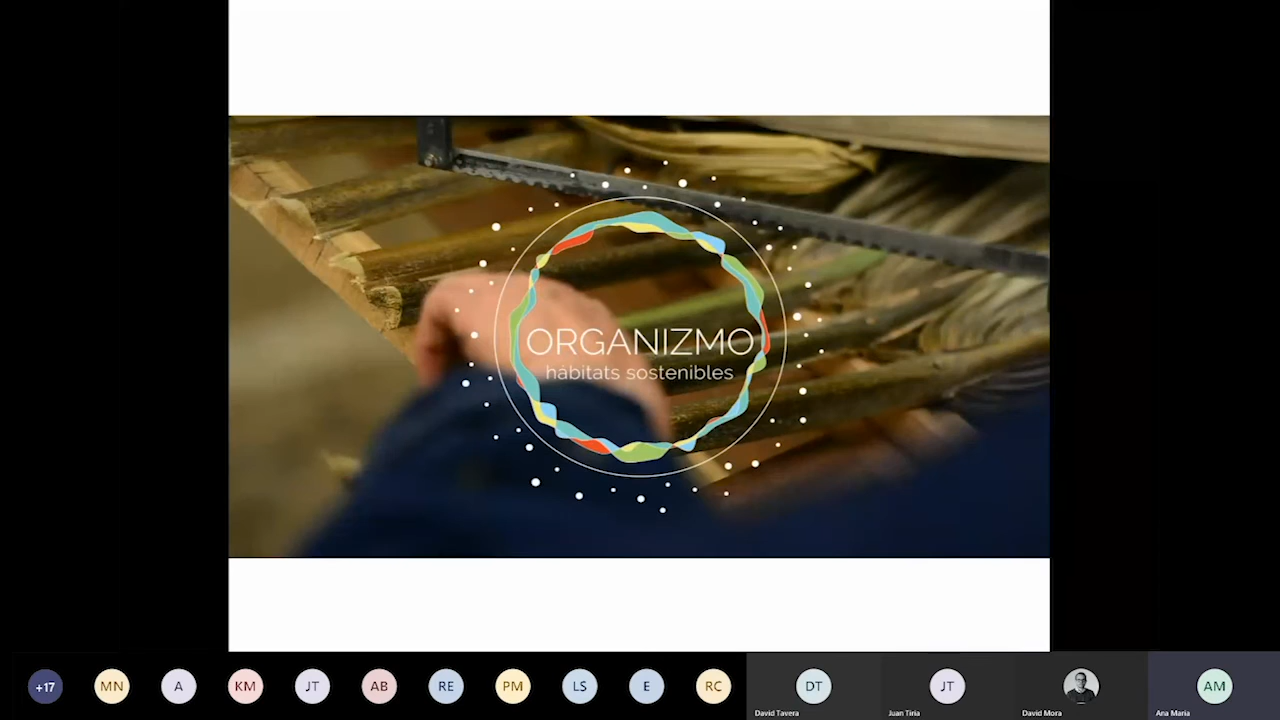 ORGANIZMO
hábitats sostenibles
+17
MN
A
KM
JT
AB
RE
PM
LS
E
RC
DT
David Tavera
JT
Juan Tiria
David Mora
AM
Ana Maria